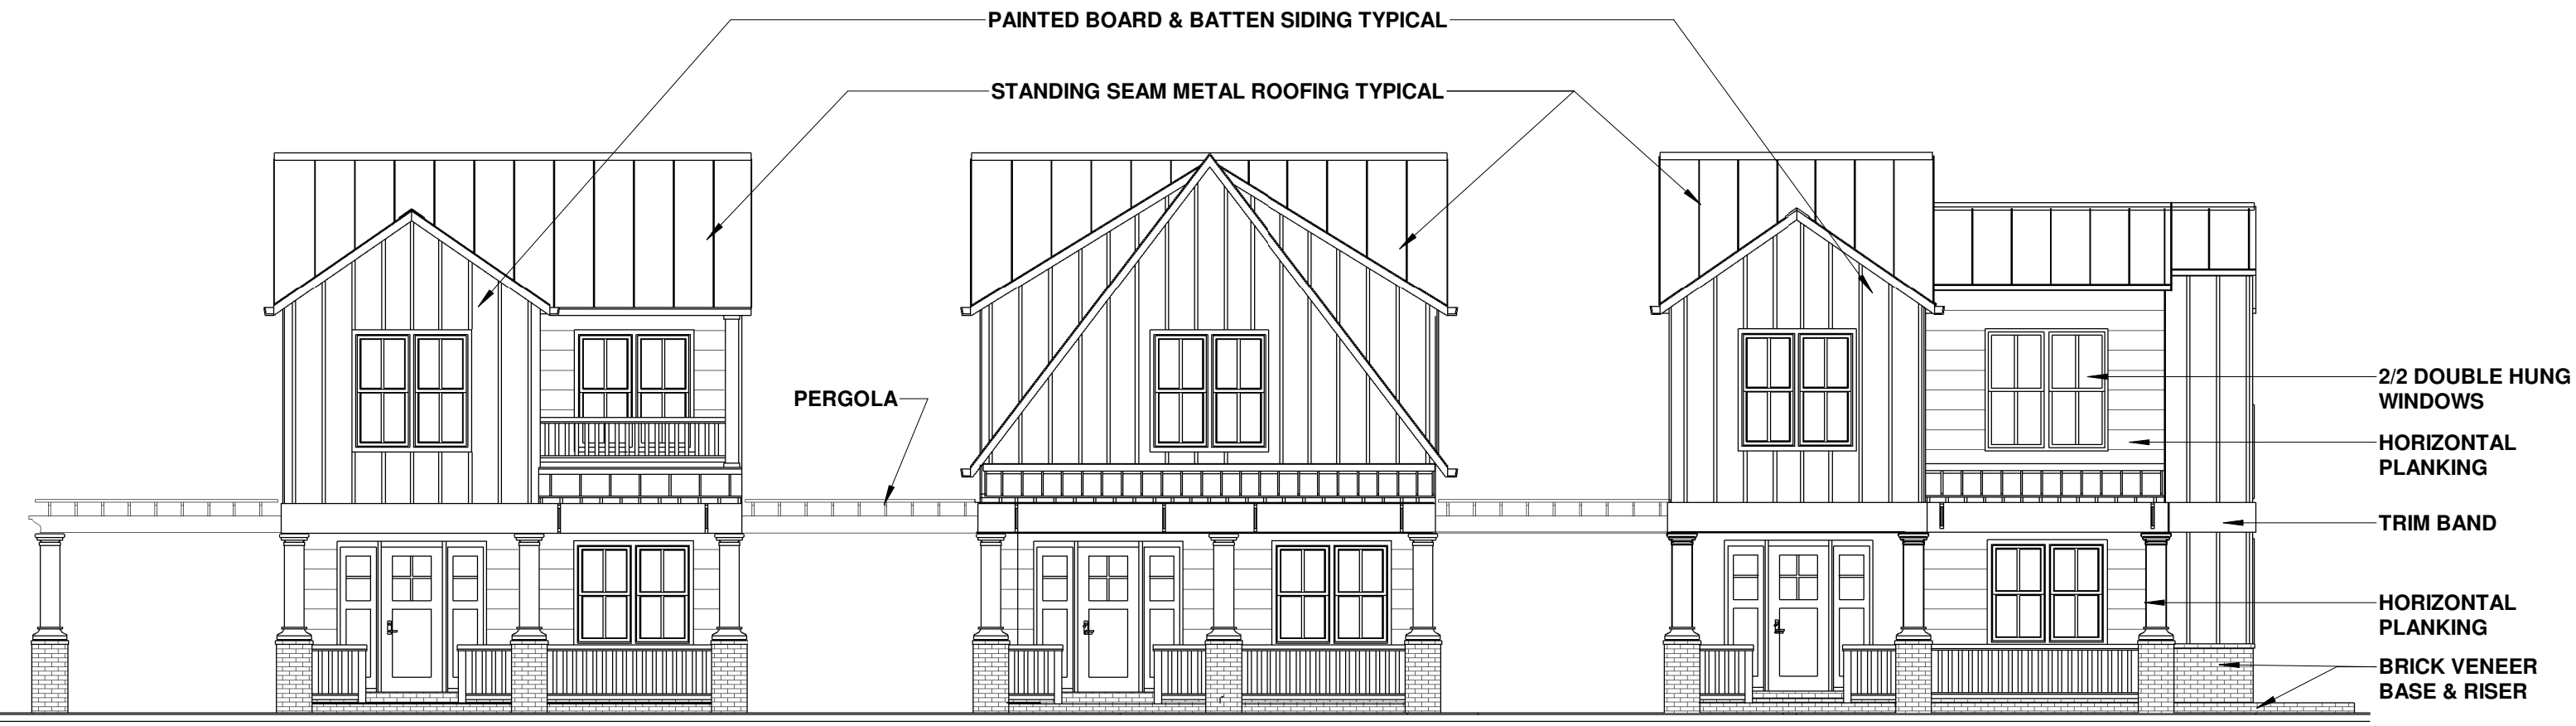 PAINTED BOARD & BATTEN SIDING TYPICAL
STANDING SEAM METAL ROOFING TYPICAL
PERGOLA
2/2 DOUBLE HUNG
WINDOWS
HORIZONTAL
PLANKING
TRIM BAND
HORIZONTAL
PLANKING
BRICK VENEER
BASE & RISER